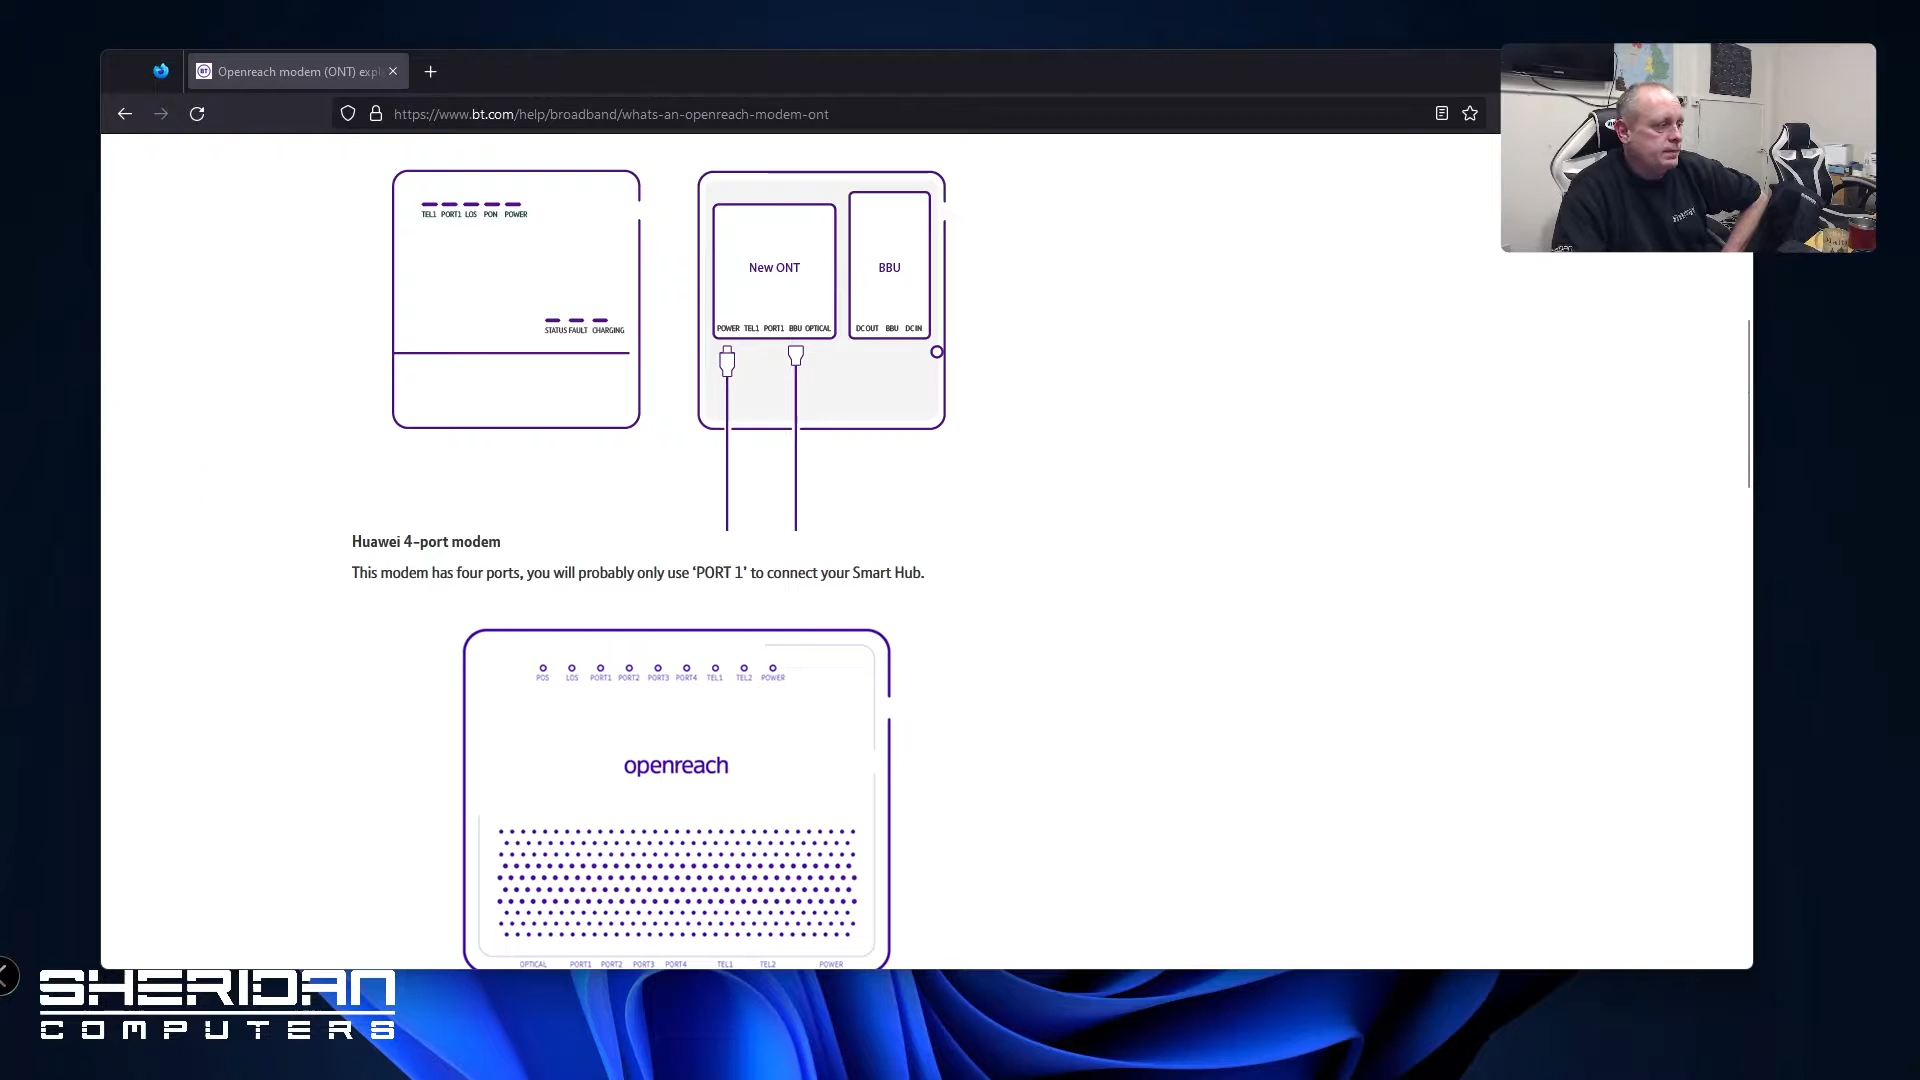 Openreach modem (ONT) expl
https://www.bt.com/help/broadband/whats-an-openreach-modem-ont
TEL1 PORT1 LOS PON POWER
STATUS FAULT CHARGING
New ONT
BBU
POWER TEL1 PORT1 BBU OPTICAL
DC OUT BBU DC IN
Huawei 4-port modem
This modem has four ports, you will probably only use ‘PORT 1’ to connect your Smart Hub.
POS LOS PORT1 PORT2 PORT3 PORT4 TEL1 TEL2 POWER
openreach
OPTICAL PORT1 PORT2 PORT3 PORT4 TEL1 TEL2 POWER
SHERIDAN
COMPUTERS